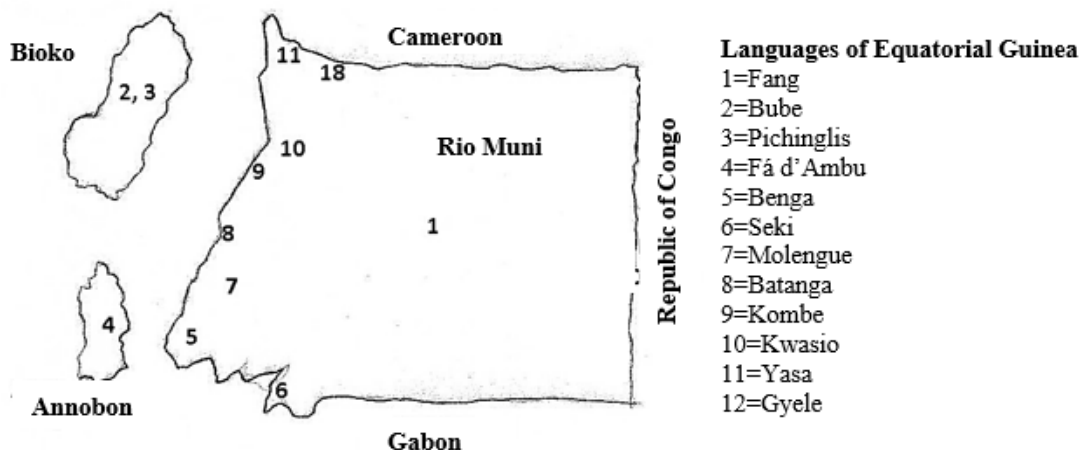 Bioko
2, 3
4
Annobon
Cameroon
11
18
10
Rio Muni
9
8
1
7
5
6
Gabon
Republic of Congo
Languages of Equatorial Guinea
1=Fang
2=Bube
3=Pichinglis
4=Fá d’Ambu
5=Benga
6=Seki
7=Molengue
8=Batanga
9=Kombe
10=Kwasio
11=Yasa
12=Gyele